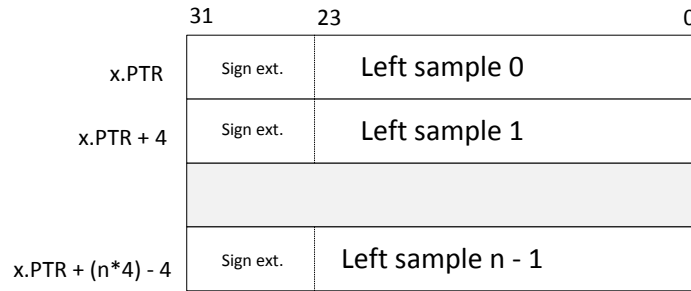 31 23 0
x.PTR Sign ext. Left sample 0
x.PTR + 4 Sign ext. Left sample 1
x.PTR + (n*4) - 4 Sign ext. Left sample n - 1